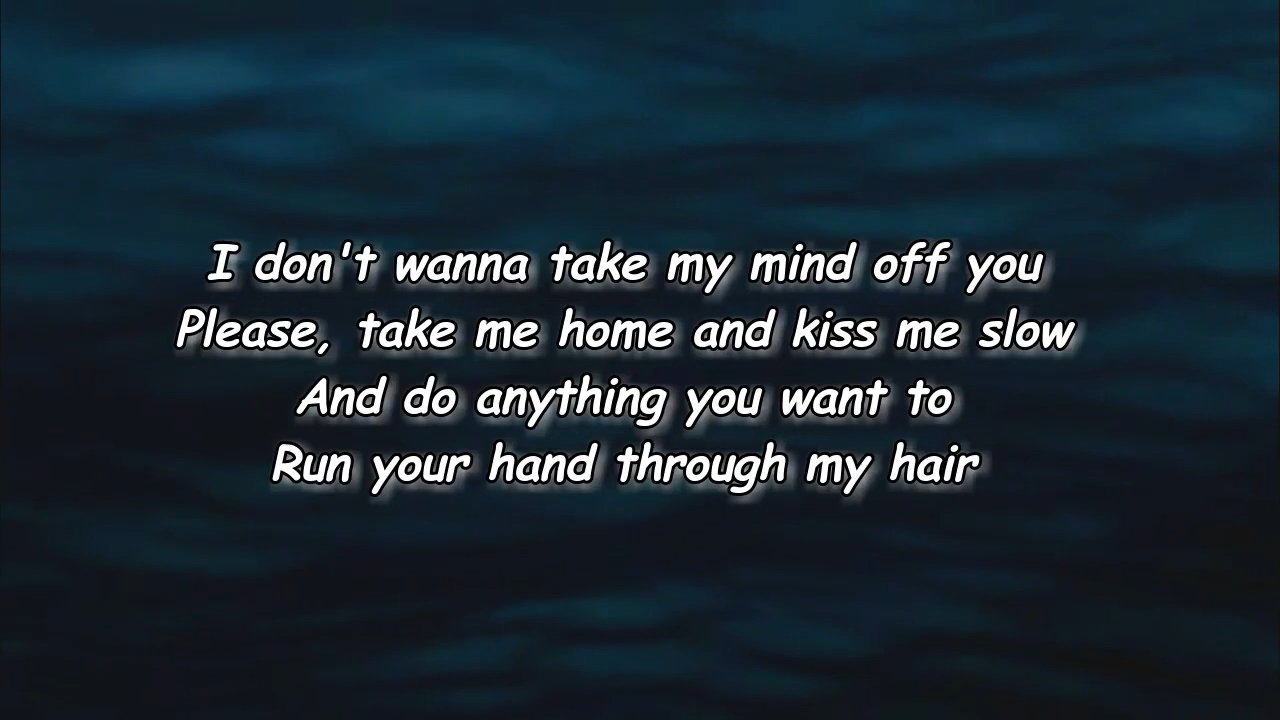 I don't wanna take my mind off you
Please, take me home and kiss me slow
And do anything you want to
Run your hand through my hair